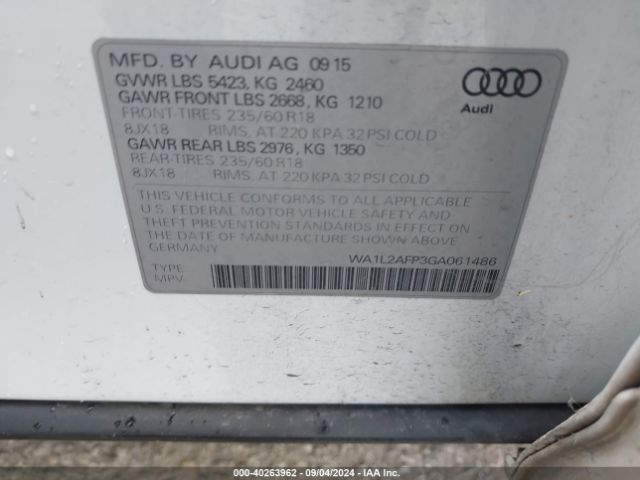 MFD. BY AUDI AG 09 15
GVWR LBS 5423, KG 2460
GAWR FRONT LBS 2668, KG 1210
FRONT-TIRES 235/60 R18
8JX18 RIMS, AT 220 KPA 32 PSI COLD
GAWR REAR LBS 2976, KG 1350
REAR-TIRES 235/60 R18
8JX18 RIMS, AT 220 KPA 32 PSI COLD
Audi
THIS VEHICLE CONFORMS TO ALL APPLICABLE
U.S. FEDERAL MOTOR VEHICLE SAFETY AND
THEFT PREVENTION STANDARDS IN EFFECT ON
THE DATE OF MANUFACTURE SHOWN ABOVE.
WA1L2AFP3GA061486
TYPE:
MPV
000-40263962 - 09/04/2024 - IAA Inc.